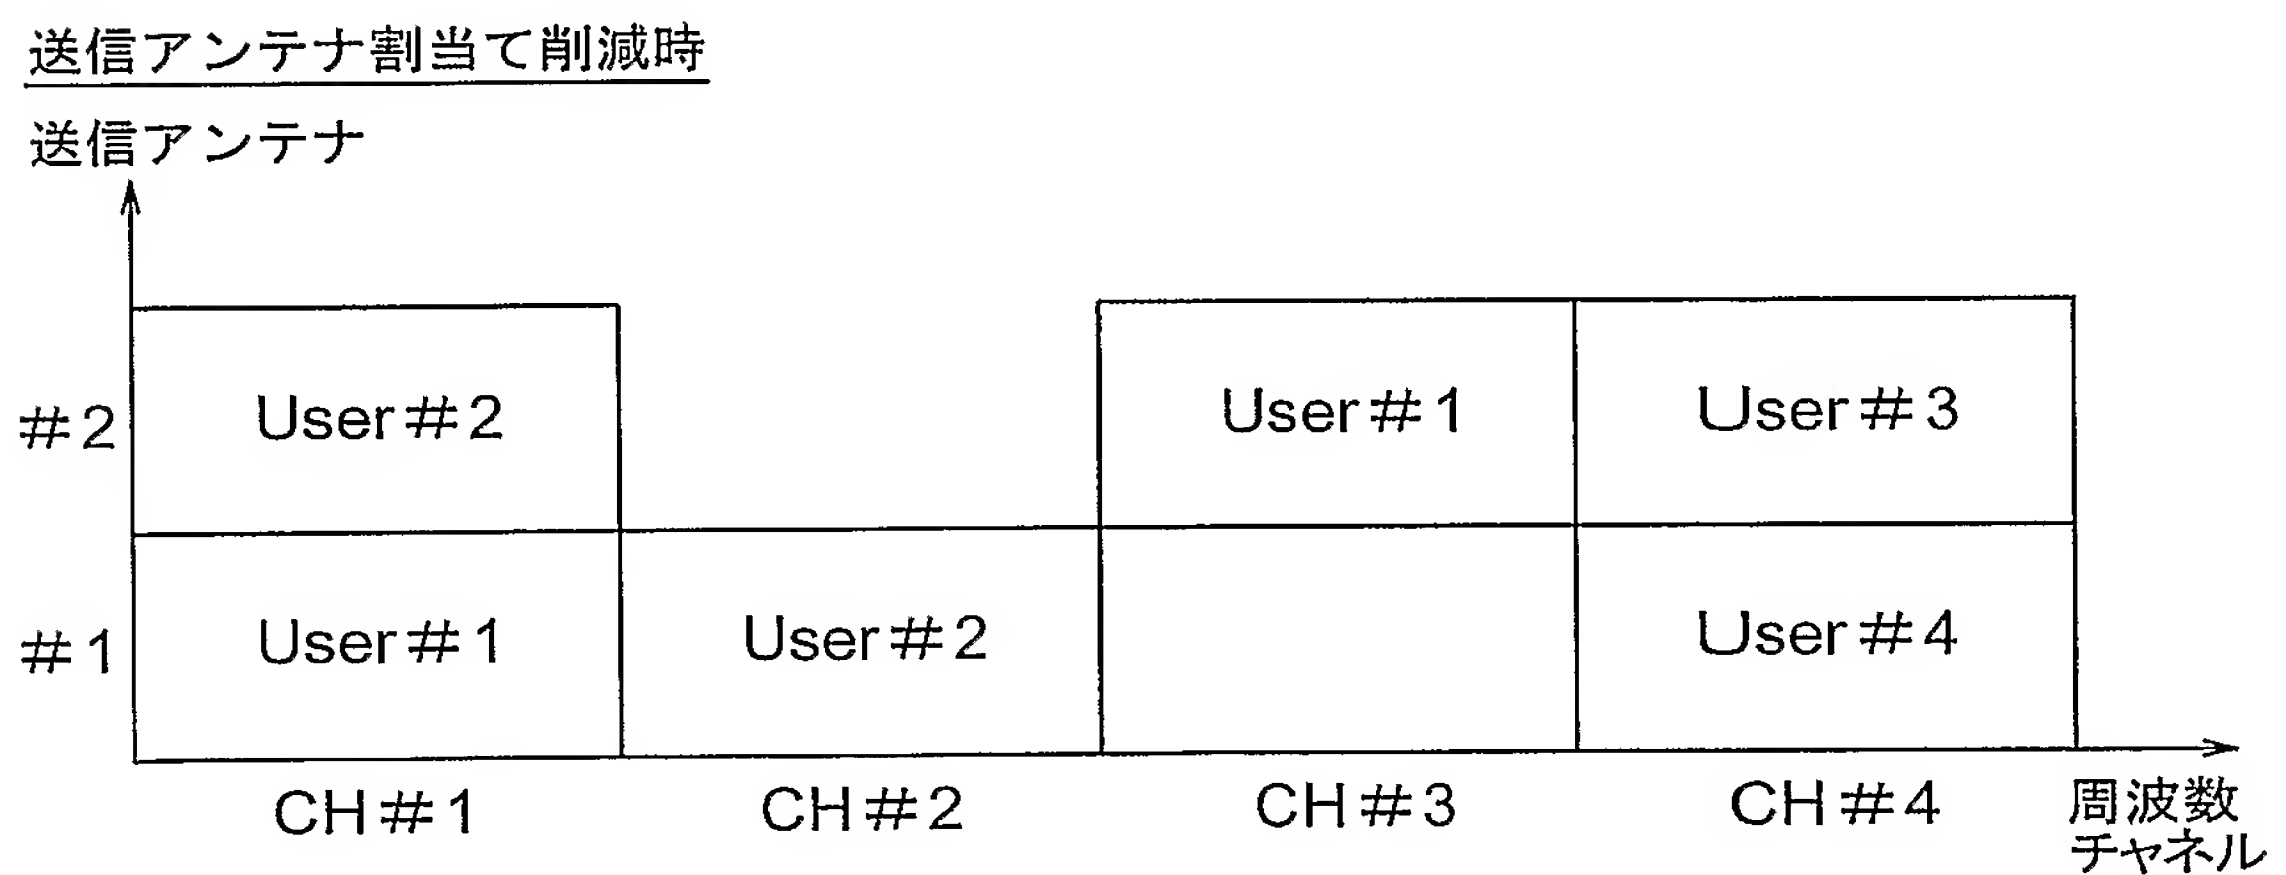 送信アンテナ割当て削減時
送信アンテナ
#2
User#2
User#1
User#3
#1
User#1
User#2
User#4
CH#1
CH#2
CH#3
CH#4
周波数
チャネル